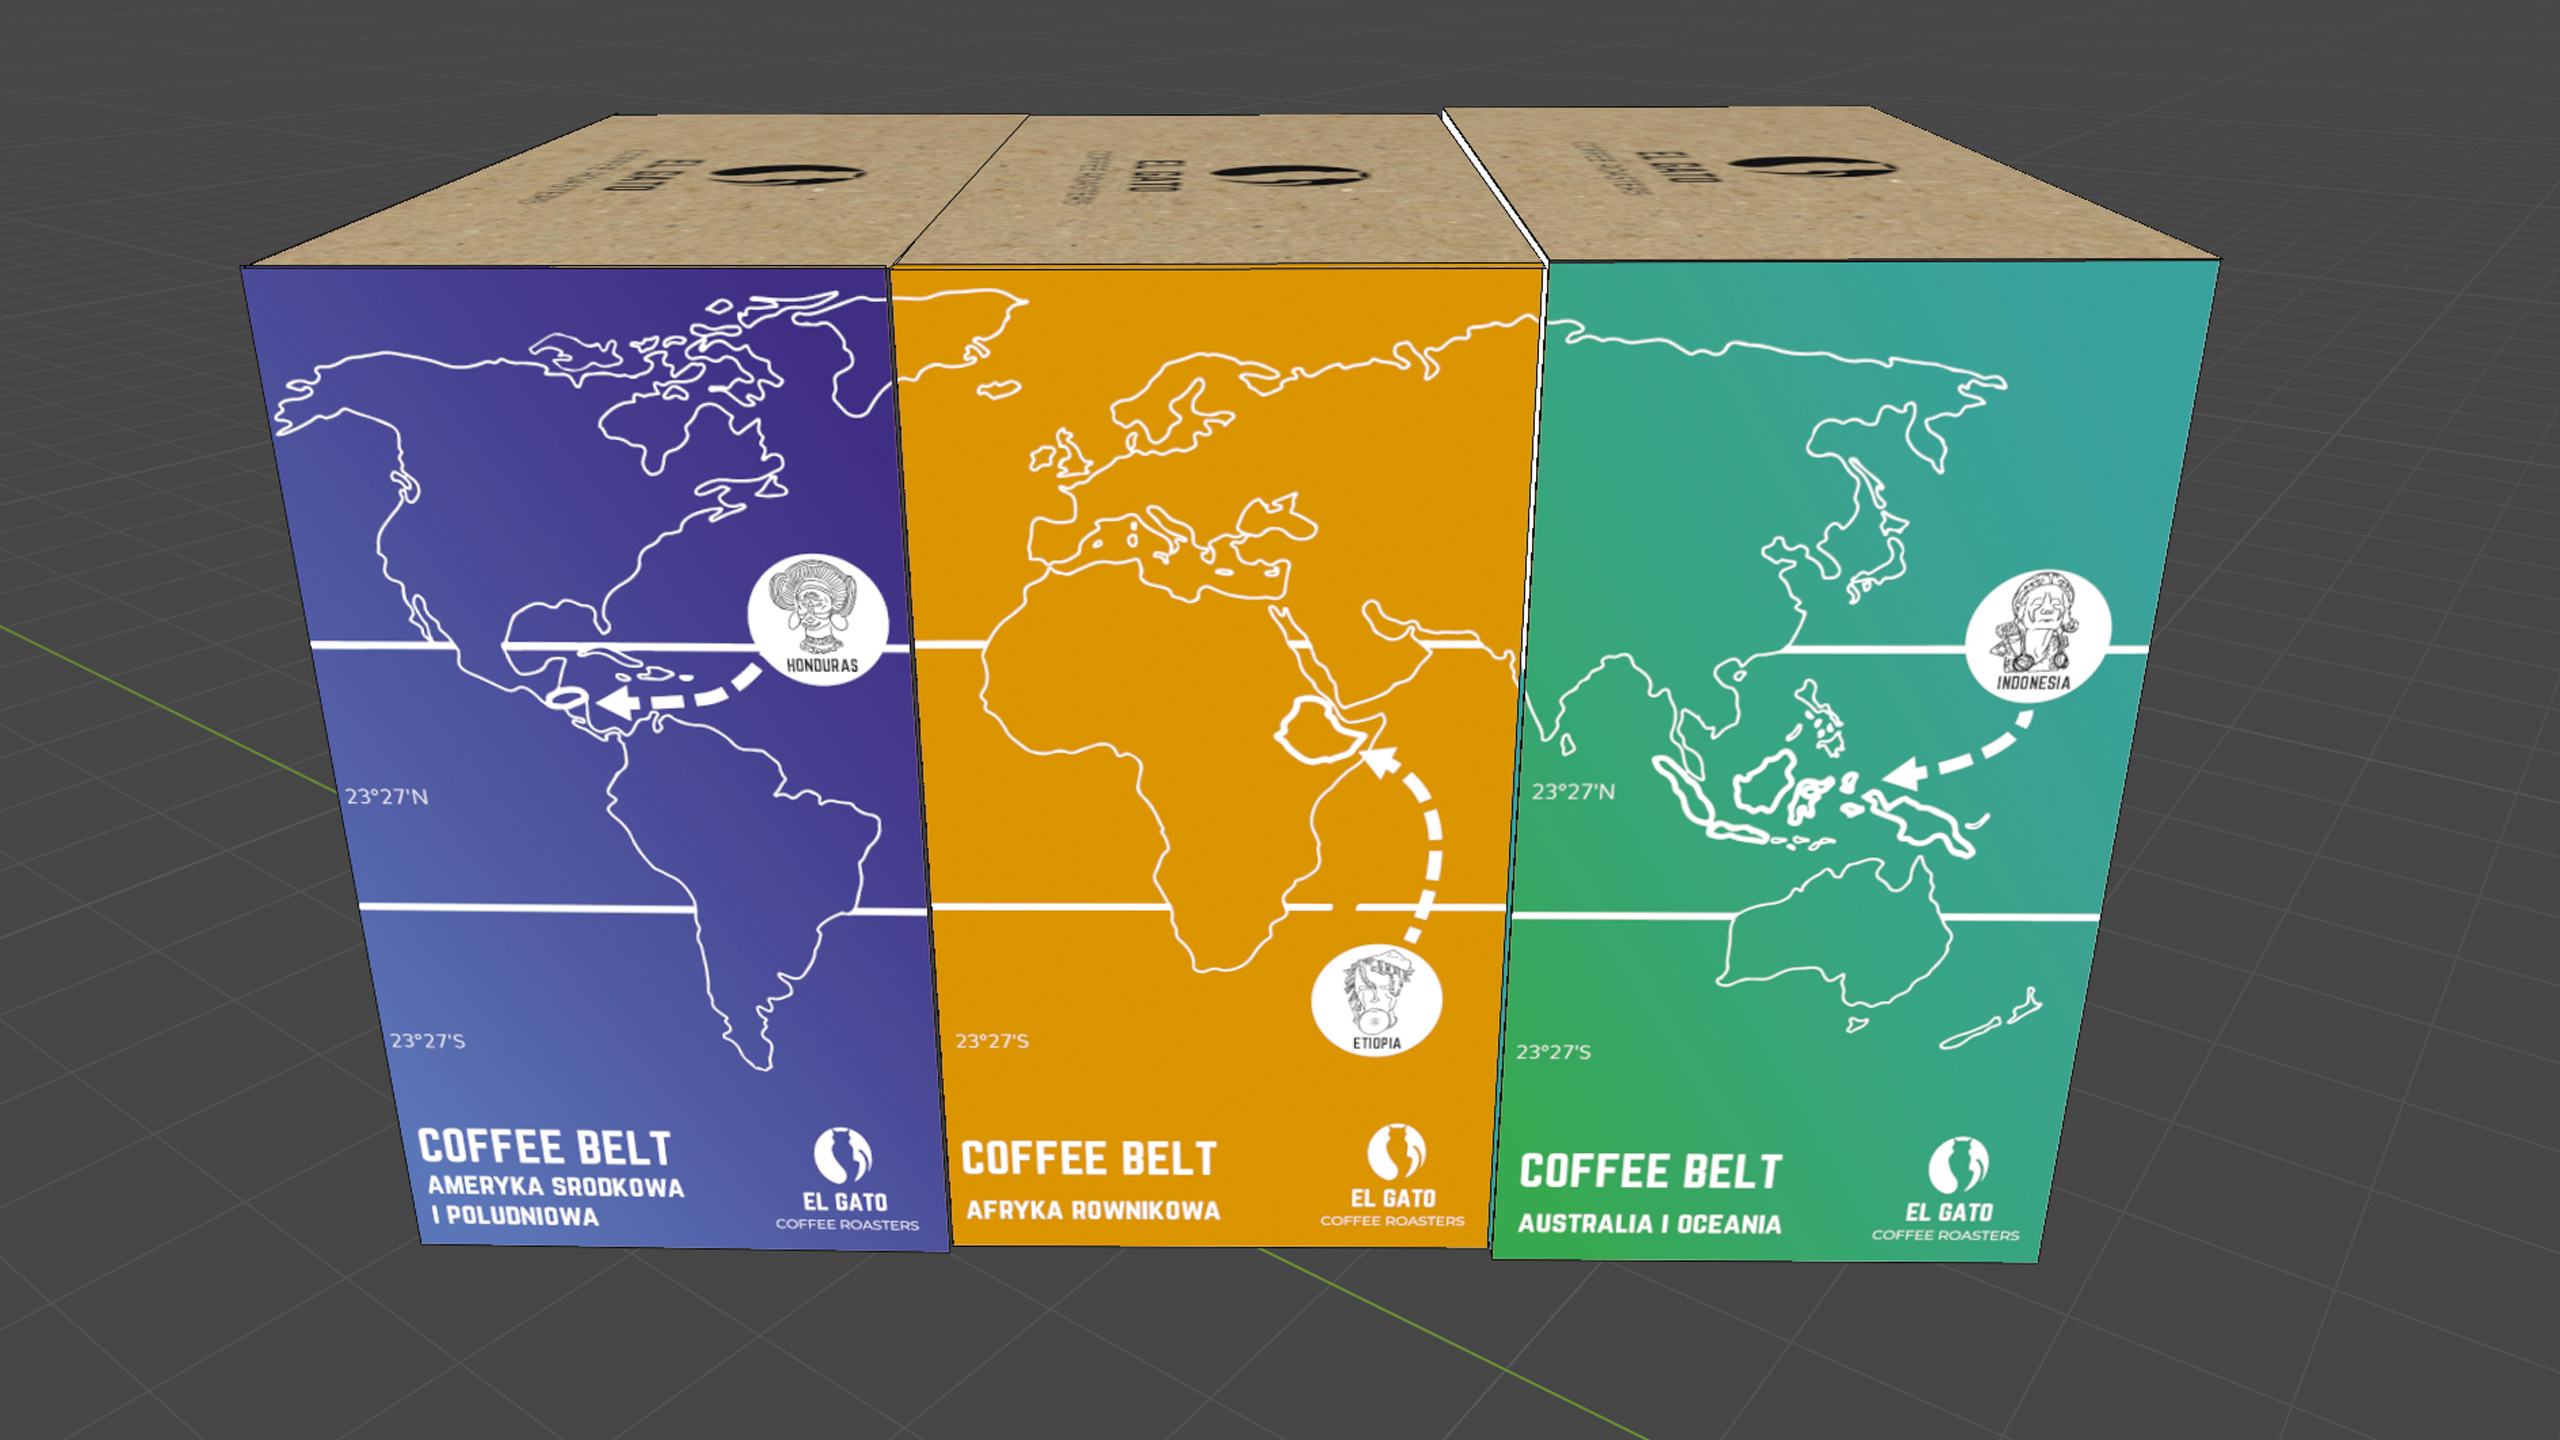 EL GATO
COFFEE ROASTERS
EL GATO
COFFEE ROASTERS
EL GATO
COFFEE ROASTERS
HONDURAS
23°27'N
23°27'S
COFFEE BELT
AMERYKA SRODKOWA
I POLUDNIOWA
EL GATO
COFFEE ROASTERS
ETIOPIA
23°27'S
COFFEE BELT
AFRYKA ROWNIKOWA
EL GATO
COFFEE ROASTERS
INDONESIA
23°27'N
23°27'S
COFFEE BELT
AUSTRALIA I OCEANIA
EL GATO
COFFEE ROASTERS